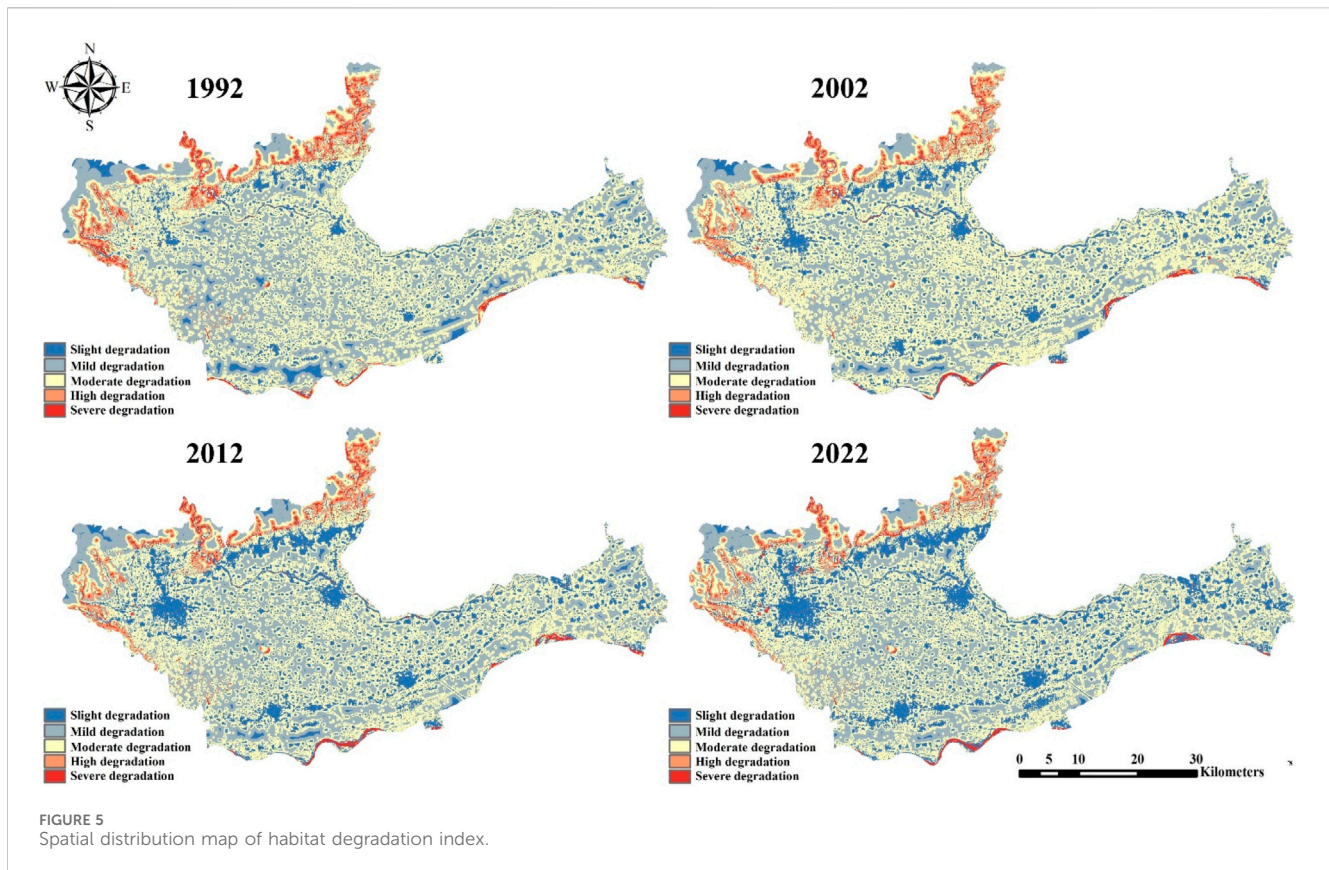 N
W E
S
1992
2002
Slight degradation
Mild degradation
Moderate degradation
High degradation
Severe degradation
Slight degradation
Mild degradation
Moderate degradation
High degradation
Severe degradation
2012
2022
Slight degradation
Mild degradation
Moderate degradation
High degradation
Severe degradation
Slight degradation
Mild degradation
Moderate degradation
High degradation
Severe degradation
0 5 10 20 30
Kilometers
FIGURE 5
Spatial distribution map of habitat degradation index.